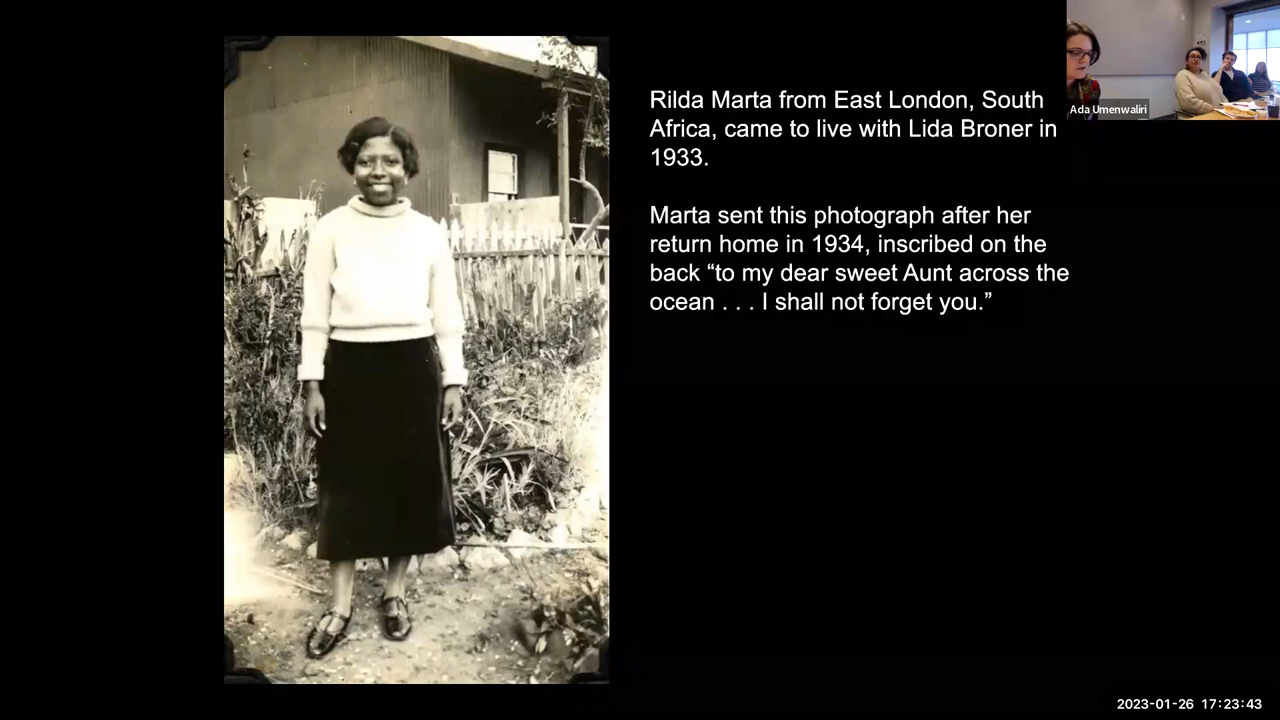 Rilda Marta from East London, South
Africa, came to live with Lida Broner in
1933.
Marta sent this photograph after her
return home in 1934, inscribed on the
back “to my dear sweet Aunt across the
ocean . . . I shall not forget you.”
Ada Umenwaliri
2023-01-26 17:23:43